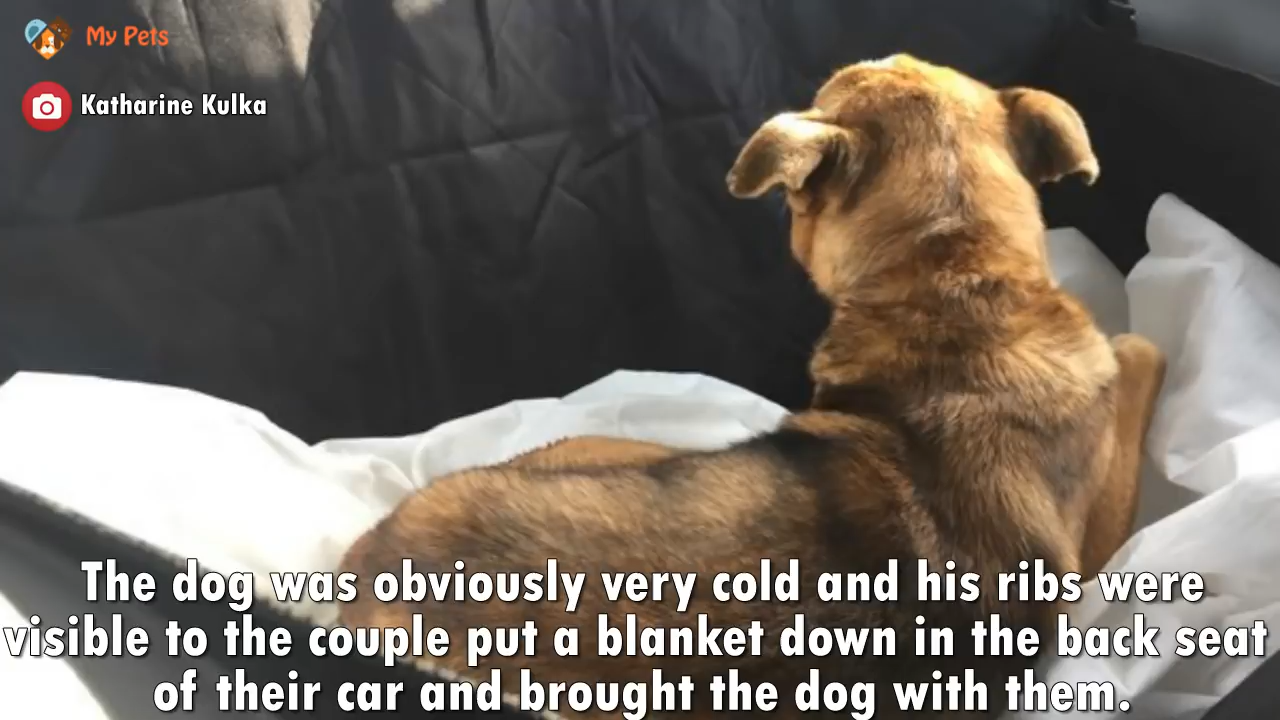 My Pets
Katharine Kulka
The dog was obviously very cold and his ribs were
visible to the couple put a blanket down in the back seat
of their car and brought the dog with them.